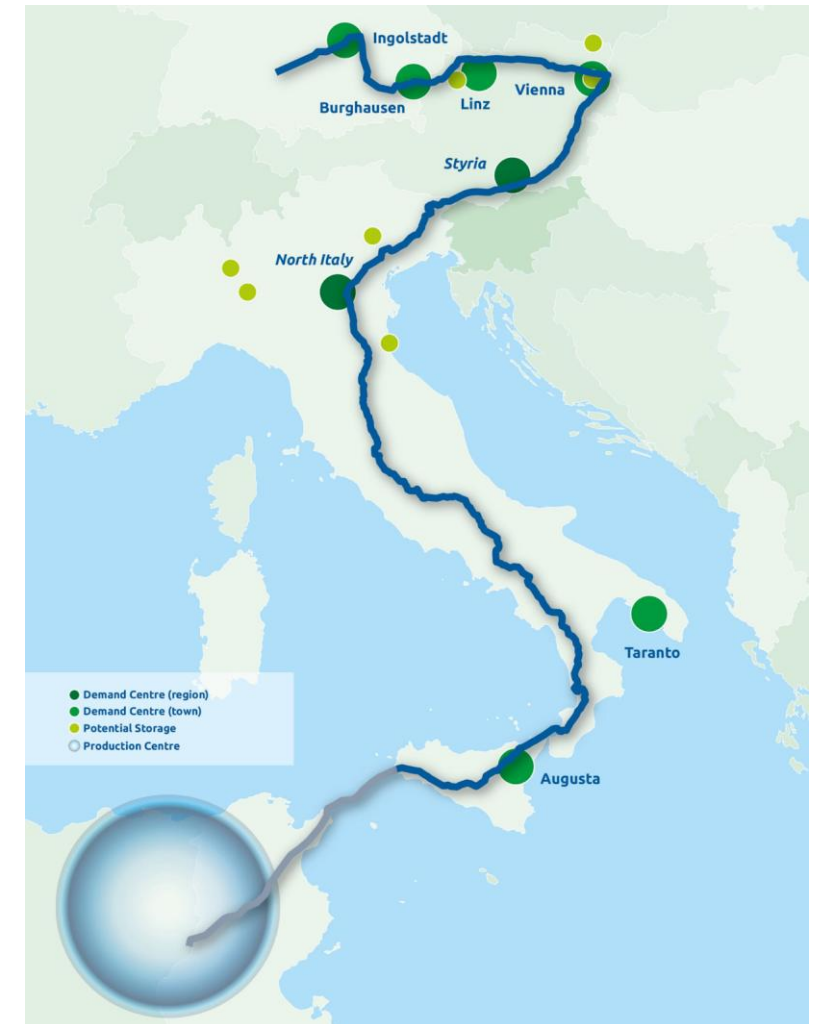 Ingolstadt
Burghausen
Linz
Vienna
Styria
North Italy
Taranto
Demand Centre (region)
Demand Centre (town)
Potential Storage
Production Centre
Augusta